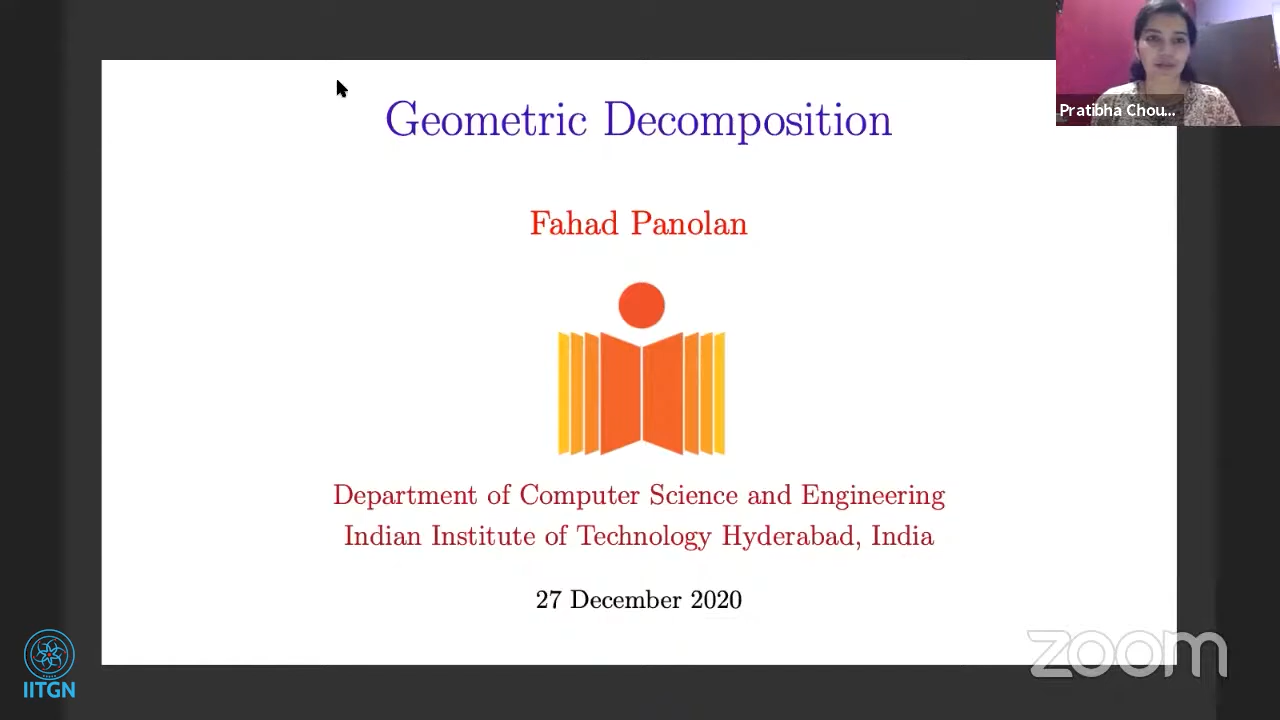 Geometric Decomposition
Pratibha Chou...
Fahad Panolan
Department of Computer Science and Engineering
Indian Institute of Technology Hyderabad, India
27 December 2020
zoom
IITGN